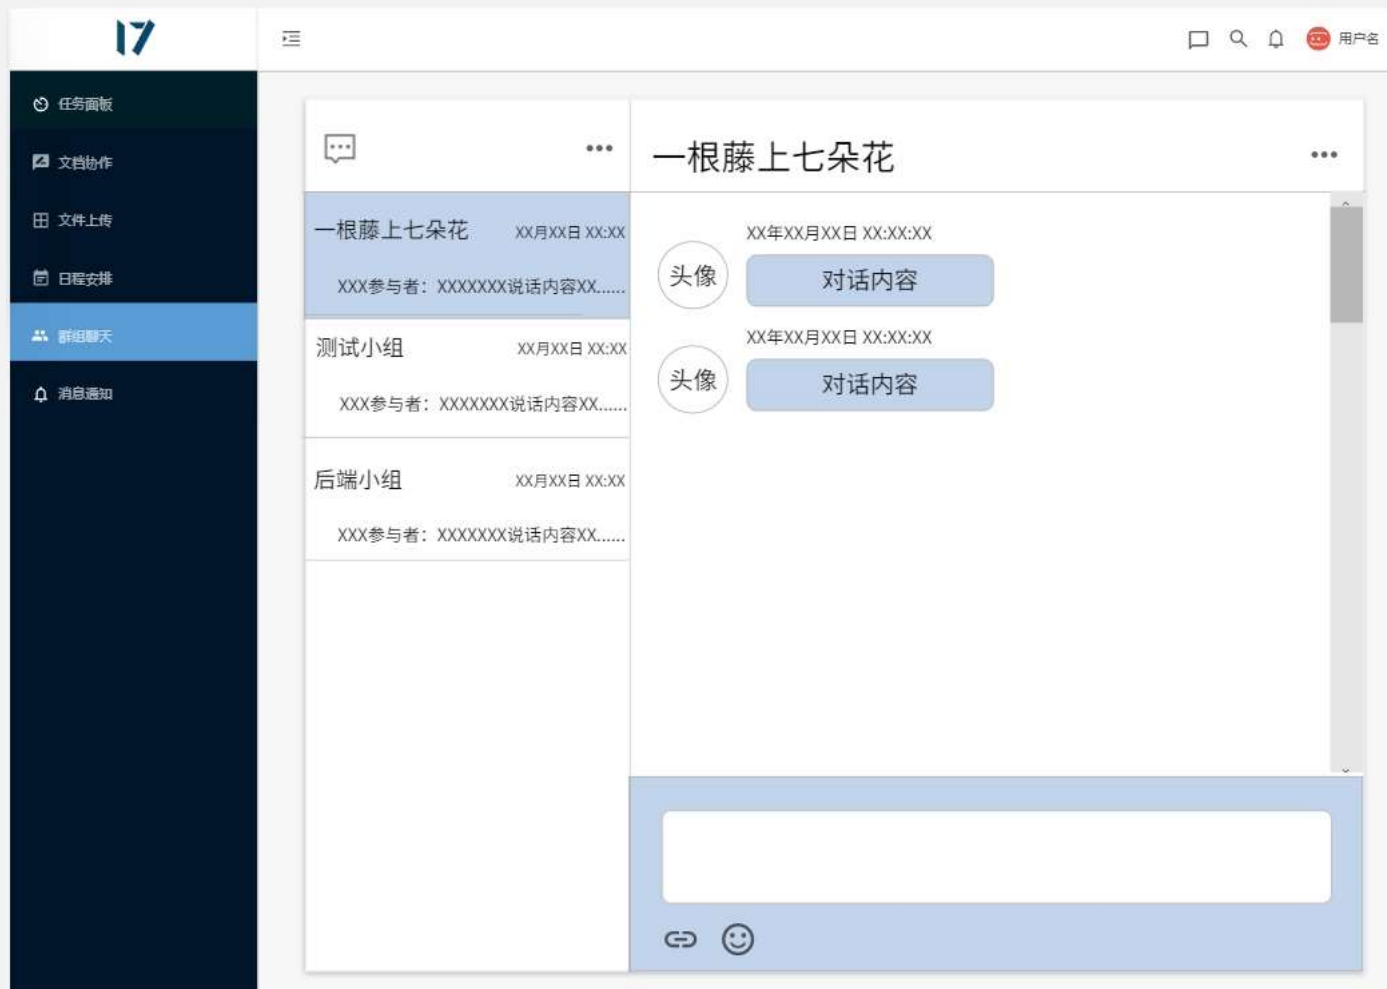 17
用户名
任务面板
文档协作
文件上传
日程安排
群组聊天
消息通知
一根藤上七朵花 XX月XX日 XX:XX
XXX参与者：XXXXXXX说话内容XX......
测试小组 XX月XX日 XX:XX
XXX参与者：XXXXXXX说话内容XX......
后端小组 XX月XX日 XX:XX
XXX参与者：XXXXXXX说话内容XX......
一根藤上七朵花
XX年XX月XX日 XX:XX:XX
头像 对话内容
XX年XX月XX日 XX:XX:XX
头像 对话内容